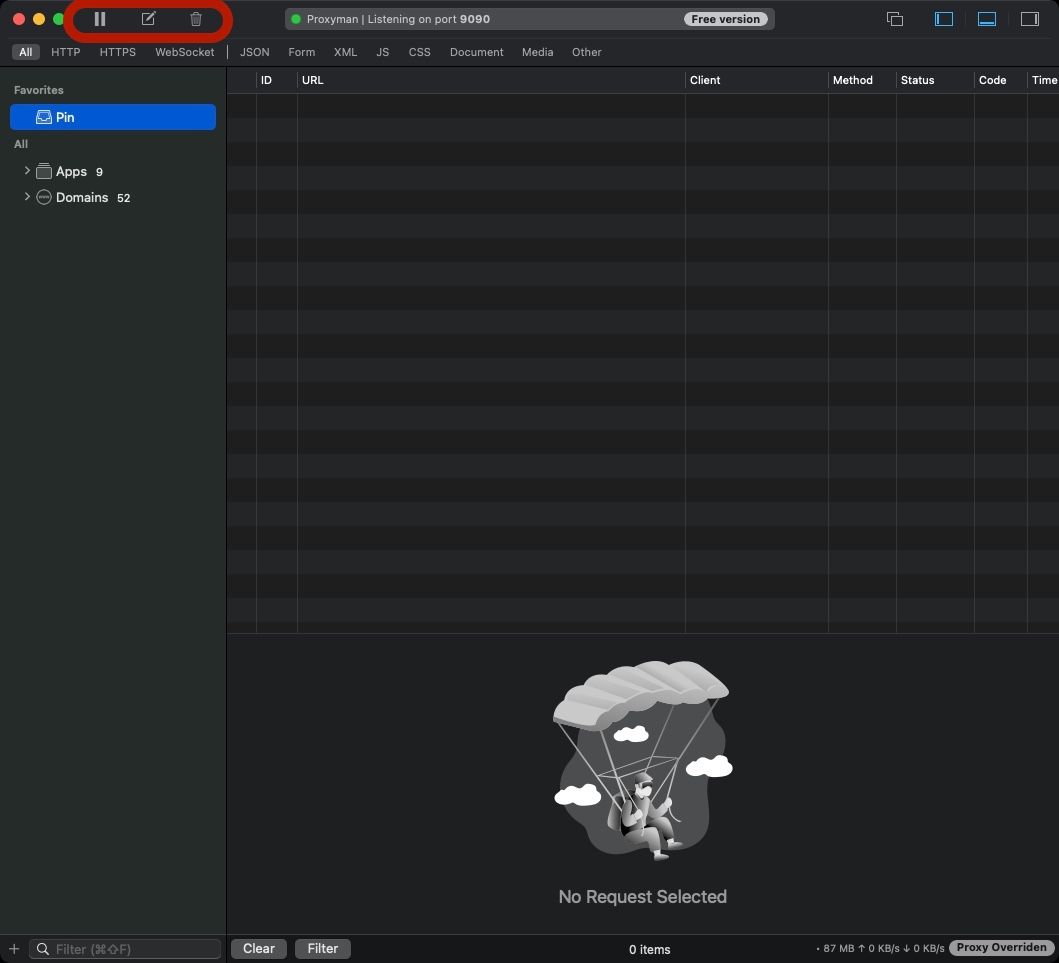 Proxyman | Listening on port 9090 Free version
All HTTP HTTPS WebSocket JSON Form XML JS CSS Document Media Other
ID URL Client Method Status Code Time
Favorites
Pin
All
Apps 9
www Domains 52
No Request Selected
Filter (⌘⇧F) Clear Filter 0 items • 87 MB ↑ 0 KB/s ↓ 0 KB/s Proxy Overriden